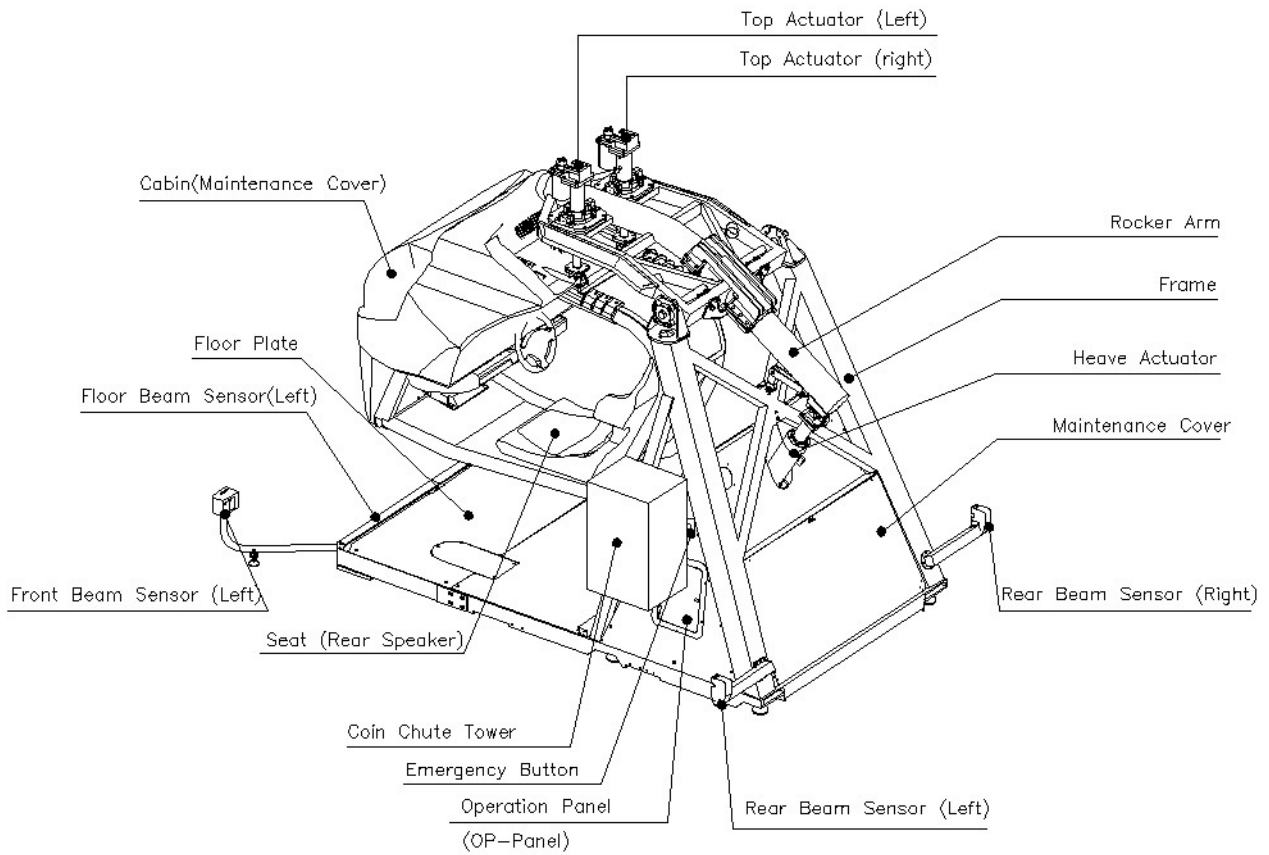 Top Actuator (Left)
Top Actuator (right)
Cabin(Maintenance Cover)
Rocker Arm
Frame
Floor Plate
Heave Actuator
Floor Beam Sensor(Left)
Maintenance Cover
Front Beam Sensor (Left)
Rear Beam Sensor (Right)
Seat (Rear Speaker)
Coin Chute Tower
Emergency Button
Operation Panel
(OP-Panel)
Rear Beam Sensor (Left)